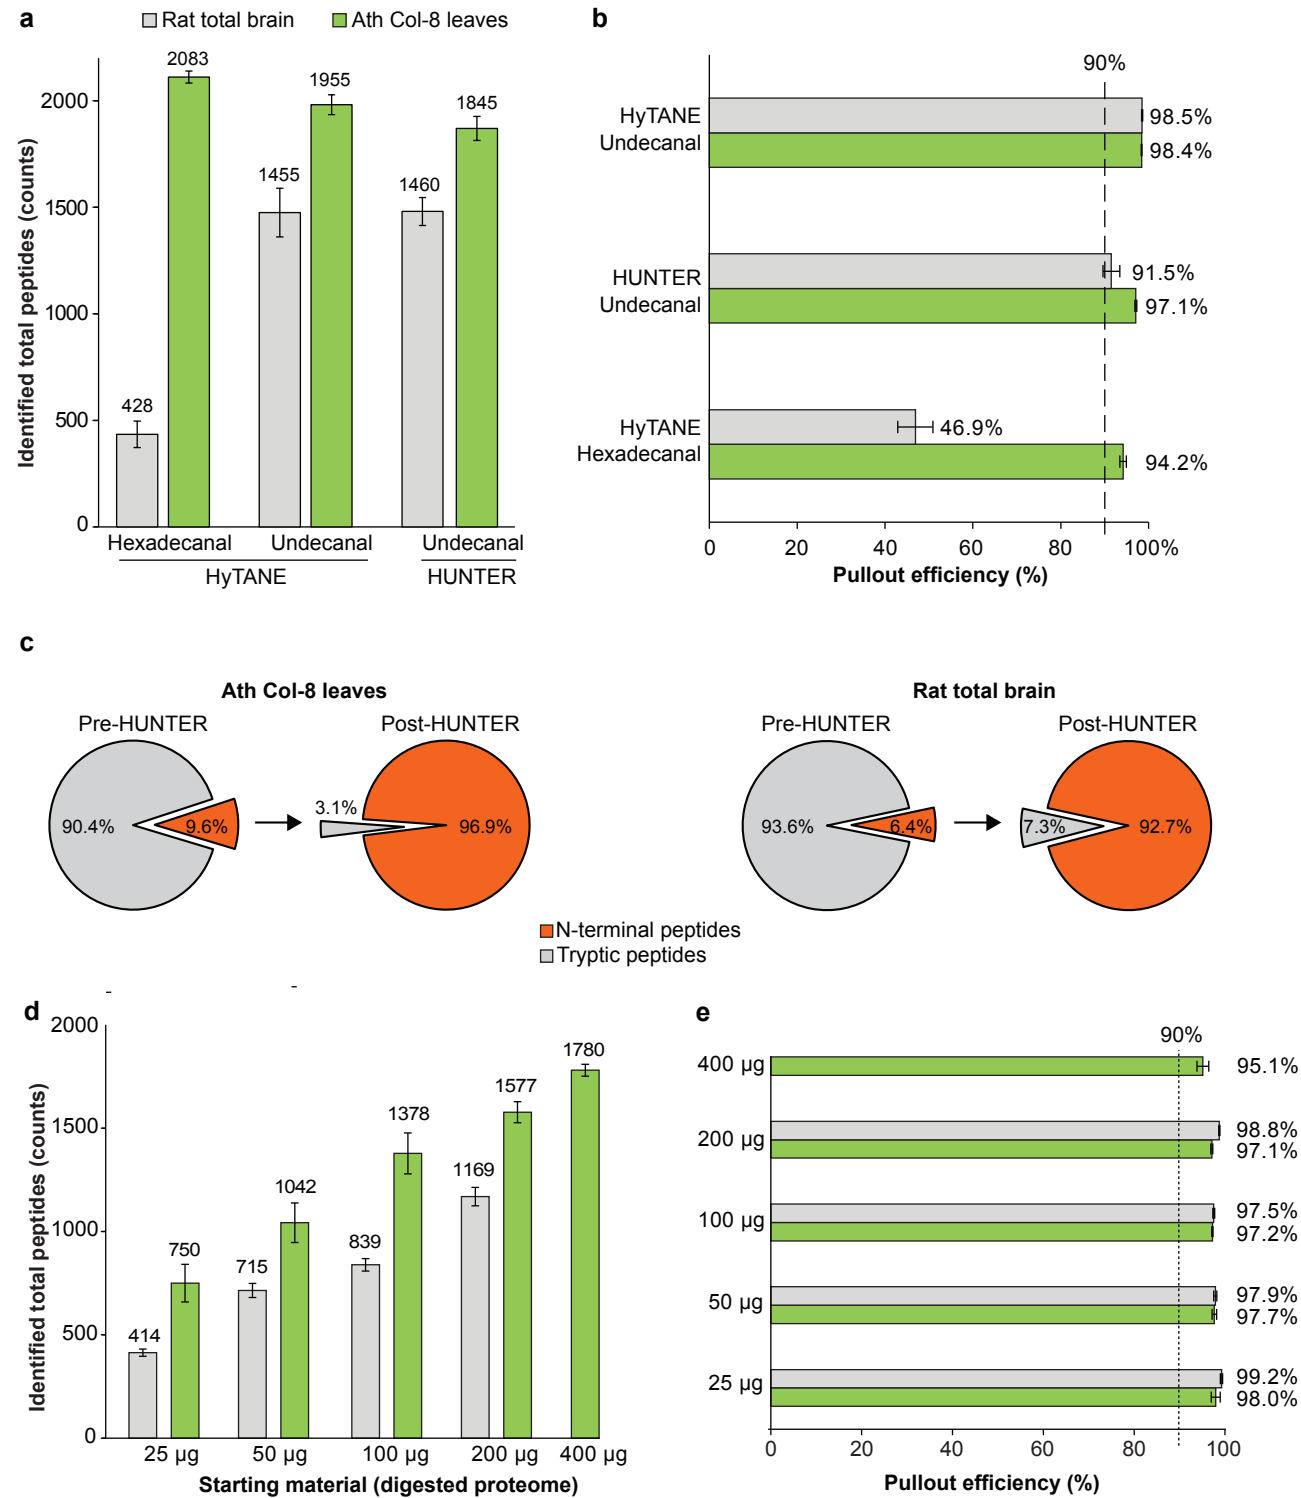 a
Rat total brain
Ath Col-8 leaves
Identified total peptides (counts)
2000
1500
1000
500
0
428
2083
1455
1955
1460
1845
Hexadecanal
Undecanal
Undecanal
HyTANE
HUNTER
b
90%
HyTANE
Undecanal
98.5%
98.4%
HUNTER
Undecanal
91.5%
97.1%
HyTANE
Hexadecanal
46.9%
94.2%
0 20 40 60 80 100%
Pullout efficiency (%)
c
Ath Col-8 leaves
Pre-HUNTER
Post-HUNTER
90.4%
9.6%
3.1%
96.9%
Rat total brain
Pre-HUNTER
Post-HUNTER
93.6%
6.4%
7.3%
92.7%
N-terminal peptides
Tryptic peptides
d
Identified total peptides (counts)
2000
1500
1000
500
0
414
750
715
1042
839
1378
1169
1577
1780
25 µg
50 µg
100 µg
200 µg
400 µg
Starting material (digested proteome)
e
90%
400 µg
95.1%
200 µg
98.8%
97.1%
100 µg
97.5%
97.2%
50 µg
97.9%
97.7%
25 µg
99.2%
98.0%
0 20 40 60 80 100
Pullout efficiency (%)